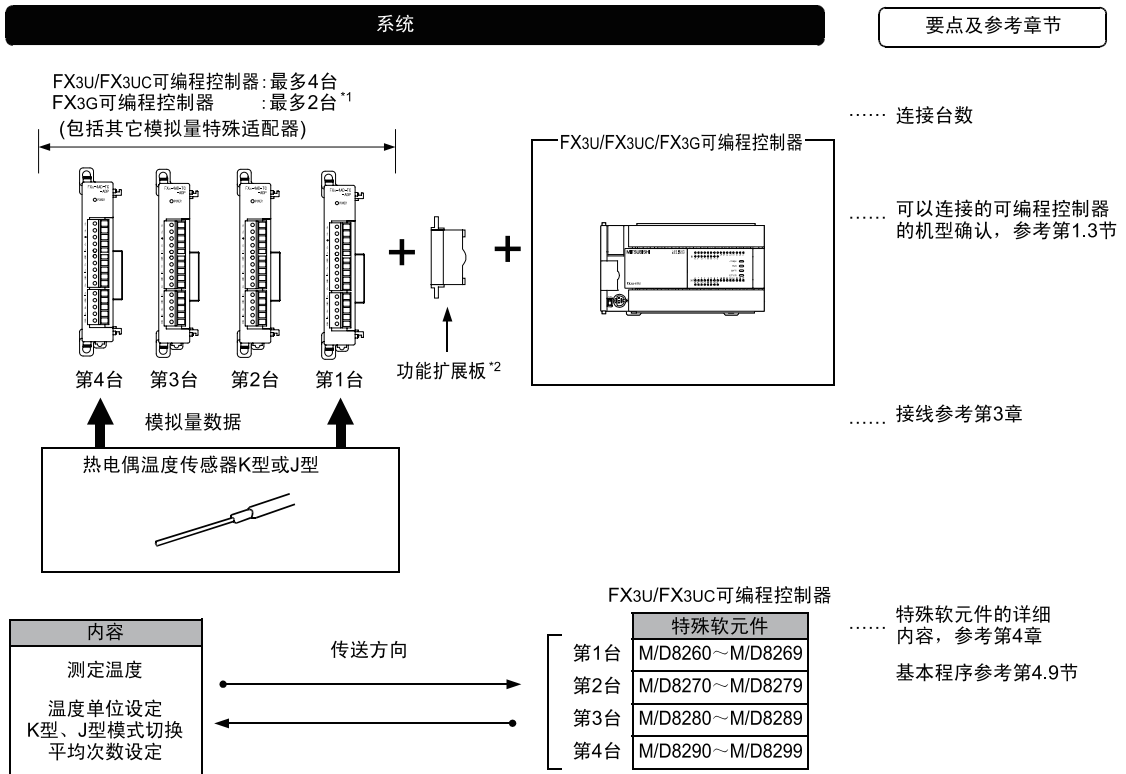 系统
要点及参考章节
FX3U/FX3UC可编程控制器:最多4台
FX3G可编程控制器 :最多2台*1
(包括其它模拟量特殊适配器)
…… 连接台数
FX3U/FX3UC/FX3G可编程控制器
…… 可以连接的可编程控制器
的机型确认，参考第1.3节
MITSUBISHI
第4台 第3台 第2台 第1台
功能扩展板*2
模拟量数据
…… 接线参考第3章
热电偶温度传感器K型或J型
FX3U/FX3UC可编程控制器
…… 特殊软元件的详细
内容，参考第4章
基本程序参考第4.9节
内容
测定温度
温度单位设定
K型、J型模式切换
平均次数设定
传送方向
特殊软元件
第1台 M/D8260～M/D8269
第2台 M/D8270～M/D8279
第3台 M/D8280～M/D8289
第4台 M/D8290～M/D8299